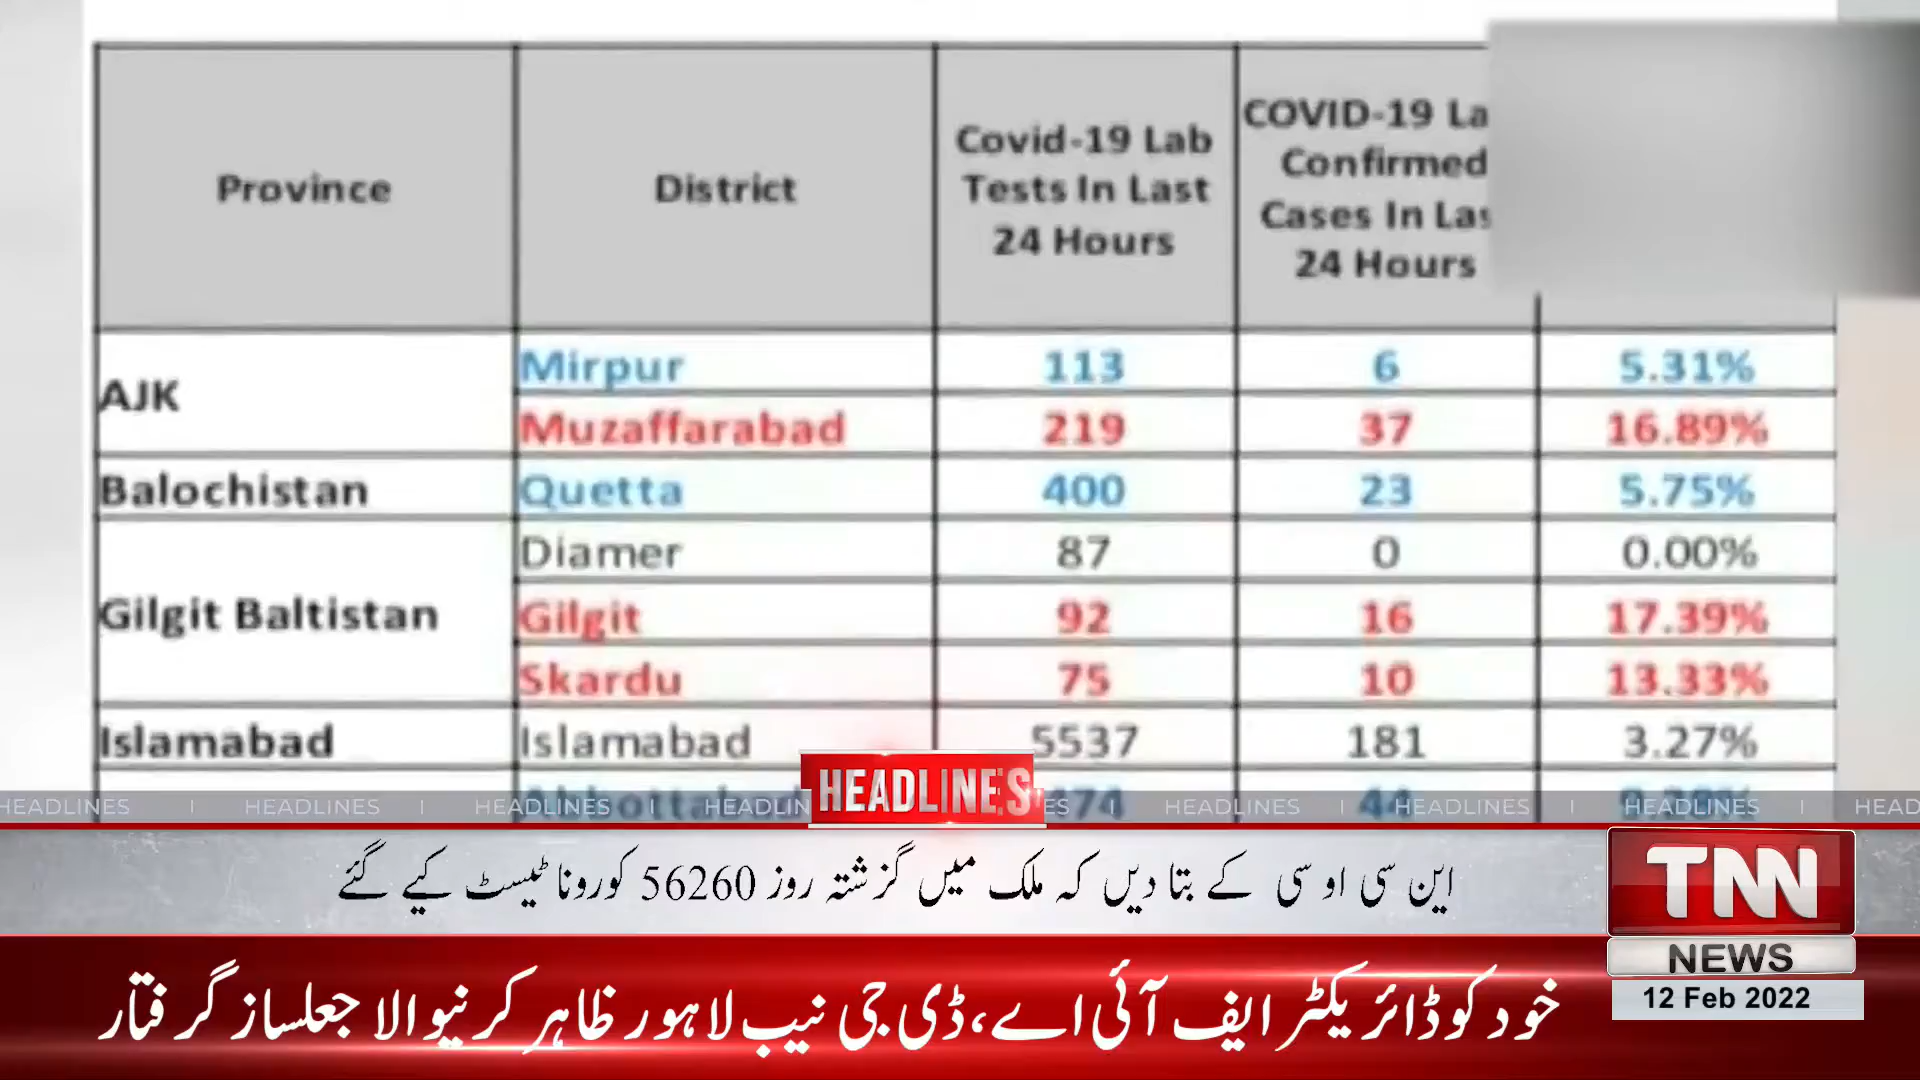 Province District Covid-19 Lab Tests In Last 24 Hours COVID-19 La Confirmed Cases In Las 24 Hours
AJK Mirpur 113 6 5.31%
Muzaffarabad 219 37 16.89%
Balochistan Quetta 400 23 5.75%
Gilgit Baltistan Diamer 87 0 0.00%
Gilgit 92 16 17.39%
Skardu 75 10 13.33%
Islamabad Islamabad 5537 181 3.27%
HEADLINES
HEADLINES | HEADLINES | HEADLINES | HEADLINES | HEADLINES | HEADLINES
این سی او سی کے بتا دیں کہ ملک میں گزشتہ روز 56260 کورونا ٹیسٹ کیے گئے
TNN
NEWS
12 Feb 2022
خود کو ڈائریکٹر ایف آئی اے، ڈی جی نیب لاہور ظاہر کرنیوالا جعلساز گرفتار